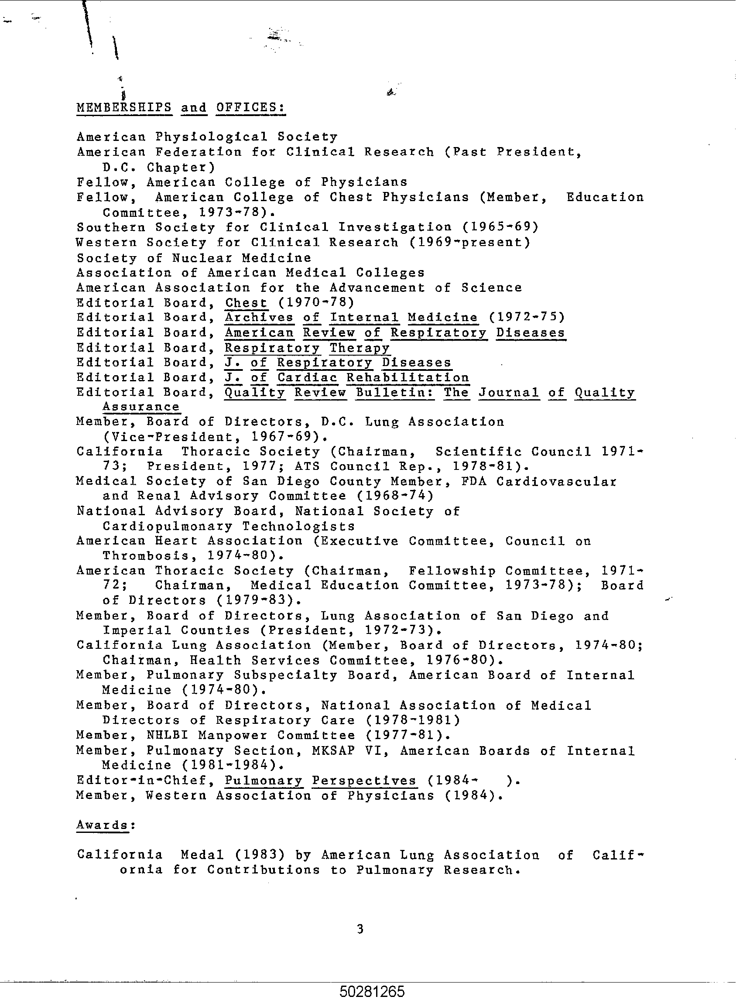 MEMBERSHIPS and OFFICES:
American Physiological Society
American Federation for Clinical Research (Past President,
D.C. Chapter)
Fellow, American College of Physicians
Fellow, American College of Chest Physicians (Member, Education
Committee, 1973-78).
Southern Society for Clinical Investigation (1965-69)
Western Society for Clinical Research (1969-present)
Society of Nuclear Medicine
Association of American Medical Colleges
American Association for the Advancement of Science
Editorial Board, Chest (1970-78)
Editorial Board, Archives of Internal Medicine (1972-75)
Editorial Board, American Review of Respiratory Diseases
Editorial Board, Respiratory Therapy
Editorial Board, J. of Respiratory Diseases
Editorial Board, J. of Cardiac Rehabilitation
Editorial Board, Quality Review Bulletin: The Journal of Quality
Assurance
Member, Board of Directors, D.C. Lung Association
(Vice-President, 1967-69).
California Thoracic Society (Chairman, Scientific Council 1971-
73; President, 1977; ATS Council Rep., 1978-81).
Medical Society of San Diego County Member, FDA Cardiovascular
and Renal Advisory Committee (1968-74)
National Advisory Board, National Society of
Cardiopulmonary Technologists
American Heart Association (Executive Committee, Council on
Thrombosis, 1974-80).
American Thoracic Society (Chairman, Fellowship Committee, 1971-
72; Chairman, Medical Education Committee, 1973-78); Board
of Directors (1979-83).
Member, Board of Directors, Lung Association of San Diego and
Imperial Counties (President, 1972-73).
California Lung Association (Member, Board of Directors, 1974-80;
Chairman, Health Services Committee, 1976-80).
Member, Pulmonary Subspecialty Board, American Board of Internal
Medicine (1974-80).
Member, Board of Directors, National Association of Medical
Directors of Respiratory Care (1978-1981)
Member, NHLBI Manpower Committee (1977-81).
Member, Pulmonary Section, MKSAP VI, American Boards of Internal
Medicine (1981-1984).
Editor-in-Chief, Pulmonary Perspectives (1984-   ).
Member, Western Association of Physicians (1984).
Awards:
California Medal (1983) by American Lung Association of Calif-
ornia for Contributions to Pulmonary Research.
3
50281265